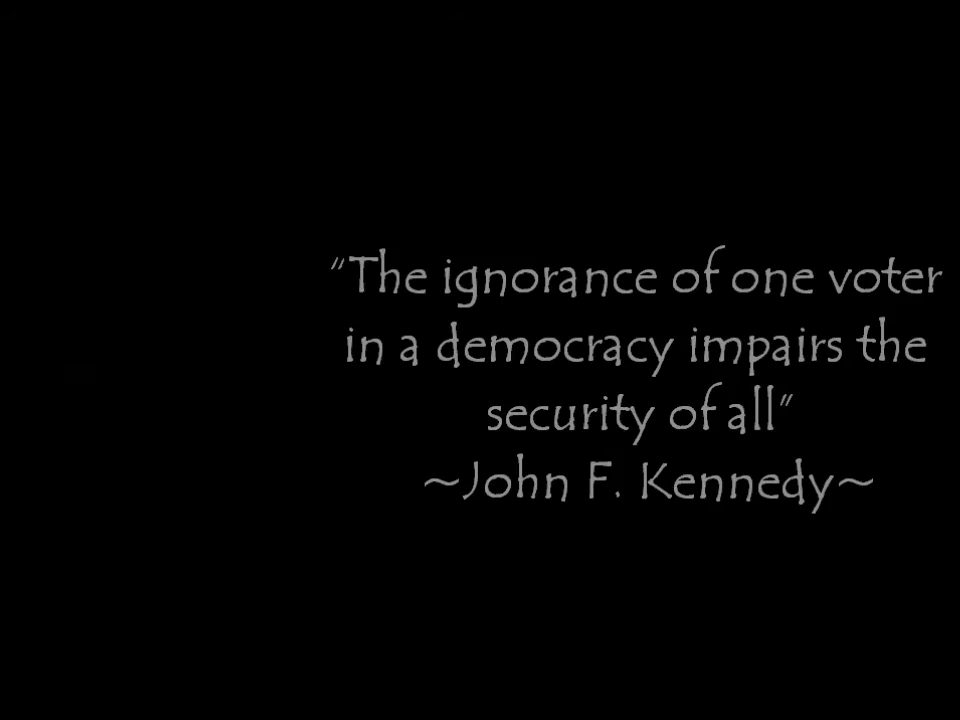 "The ignorance of one voter
in a democracy impairs the
security of all"
~John F. Kennedy~